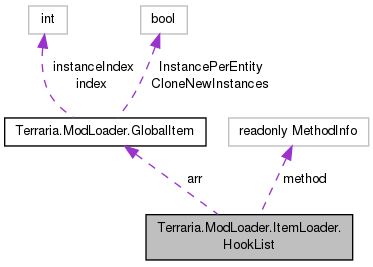 int
bool
instanceIndex
index
InstancePerEntity
CloneNewInstances
Terraria.ModLoader.GlobalItem
readonly MethodInfo
arr
method
Terraria.ModLoader.ItemLoader.
HookList